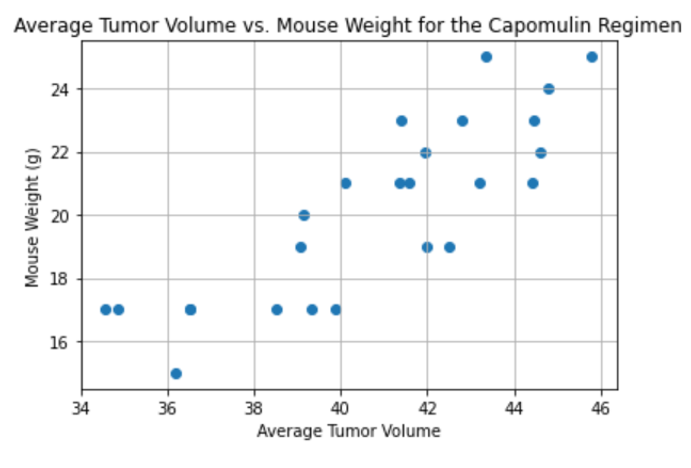 Average Tumor Volume vs. Mouse Weight for the Capomulin Regimen
24
22
20
18
16
Mouse Weight (g)
34 36 38 40 42 44 46
Average Tumor Volume